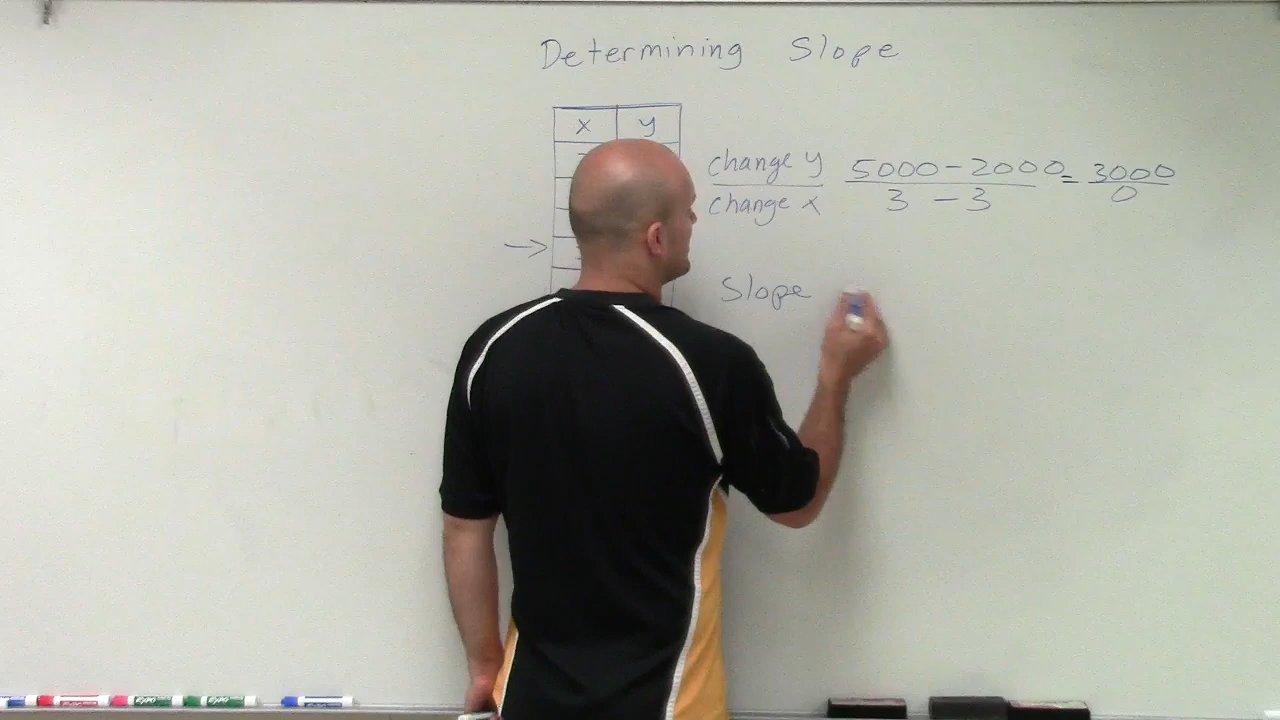 Determining Slope
x y
change y 5000 - 2000 = 3000
change x 3 - 3 0
Slope